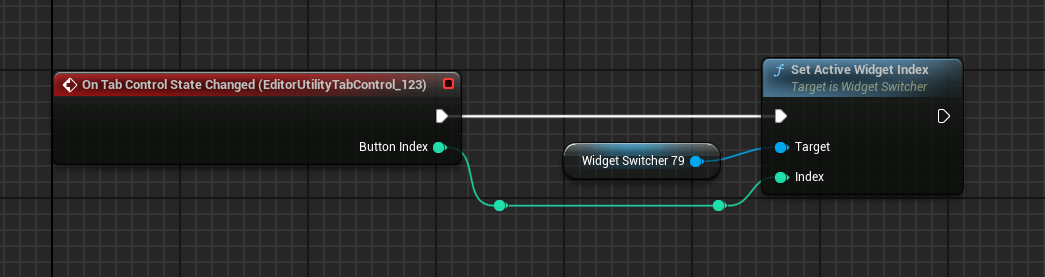 On Tab Control State Changed (EditorUtilityTabControl_123)
Button Index
Widget Switcher 79
f Set Active Widget Index
Target is Widget Switcher
Target
Index